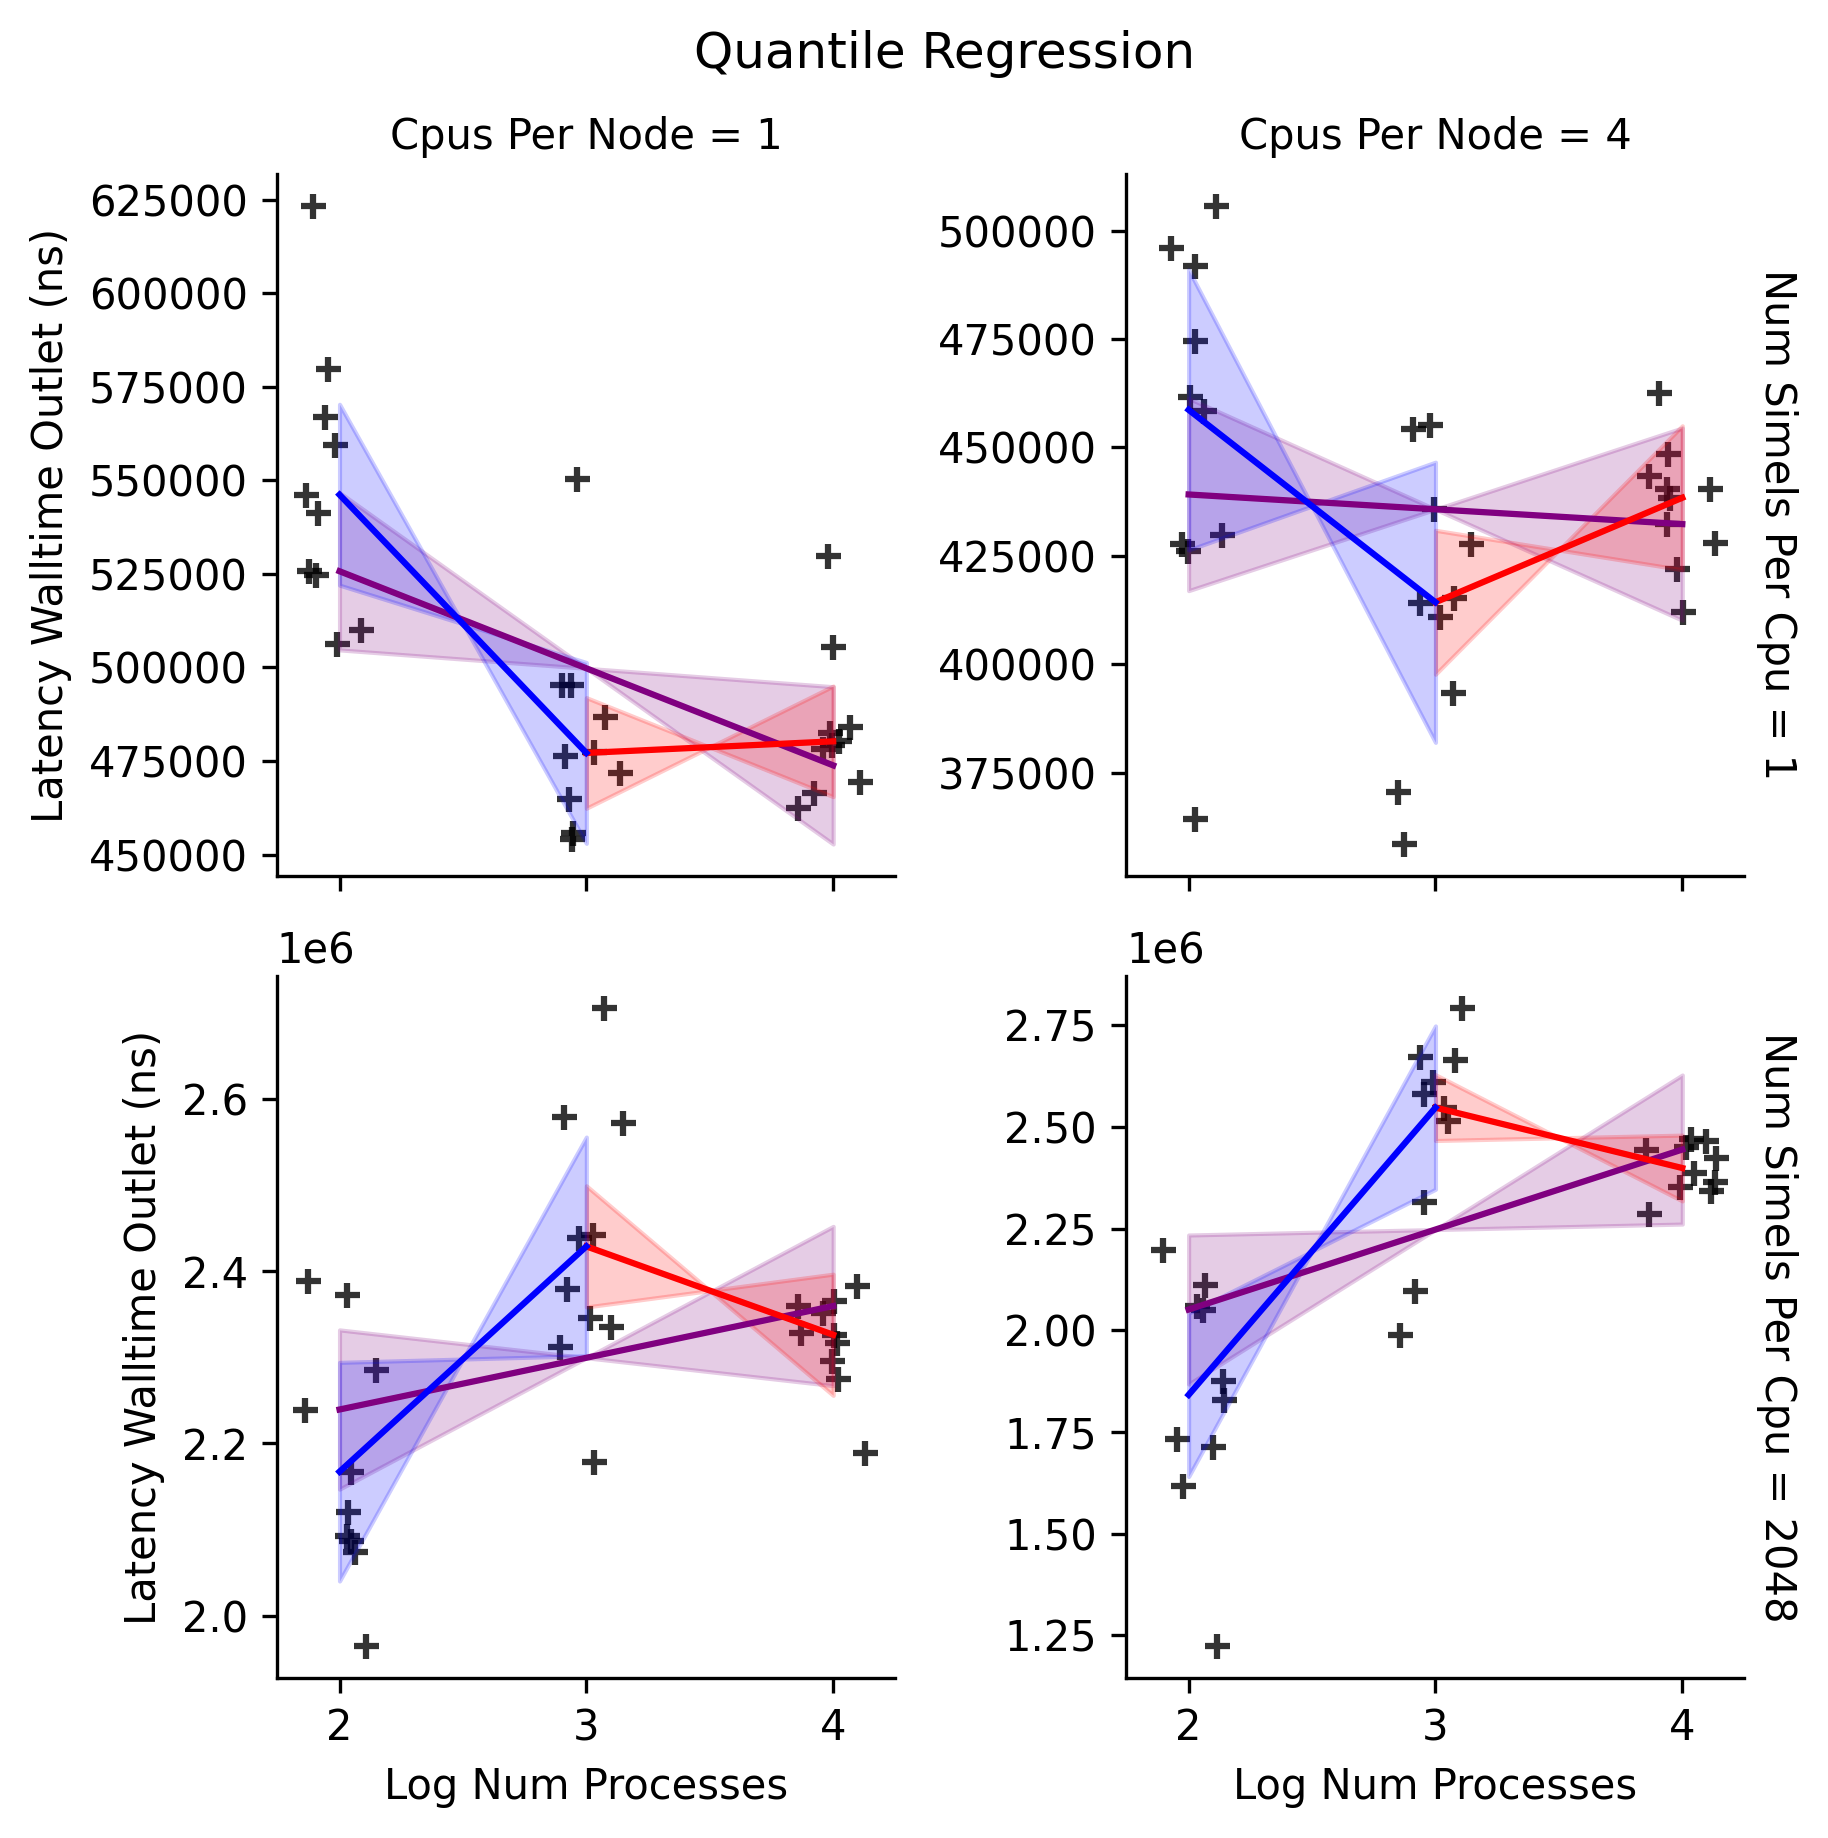 Quantile Regression
Cpus Per Node = 1
Cpus Per Node = 4
Latency Walltime Outlet (ns)
625000
600000
575000
550000
525000
500000
475000
450000
500000
475000
450000
425000
400000
375000
Num Simels Per Cpu = 1
Latency Walltime Outlet (ns)
1e6
2.6
2.4
2.2
2.0
2
3
4
Log Num Processes
1e6
2.75
2.50
2.25
2.00
1.75
1.50
1.25
2
3
4
Log Num Processes
Num Simels Per Cpu = 2048